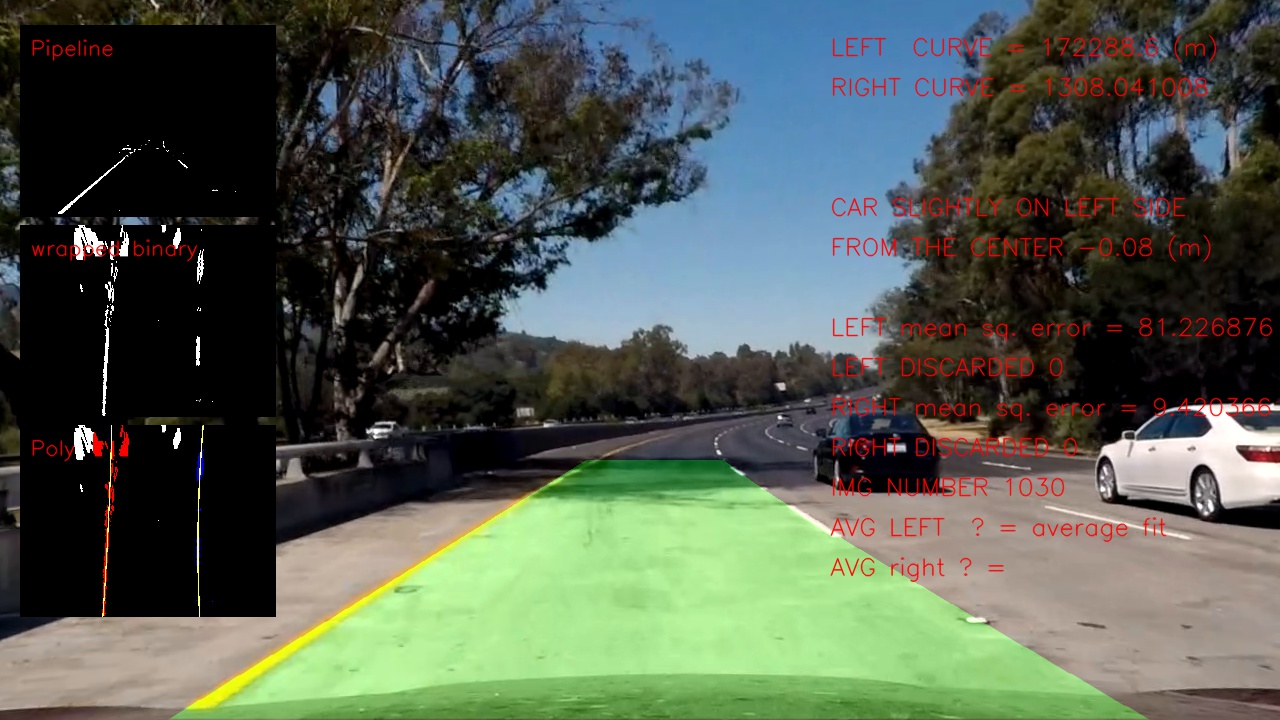 Pipeline
wrapped binary
Poly
LEFT CURVE = 172288.6 (m)
RIGHT CURVE = 1308.041008
CAR SLIGHTLY ON LEFT SIDE
FROM THE CENTER -0.08 (m)
LEFT mean sq. error = 81.226876
LEFT DISCARDED 0
RIGHT mean sq. error = 9.420366
RIGHT DISCARDED 0
IMG NUMBER 1030
AVG LEFT ? = average fit
AVG right ? =